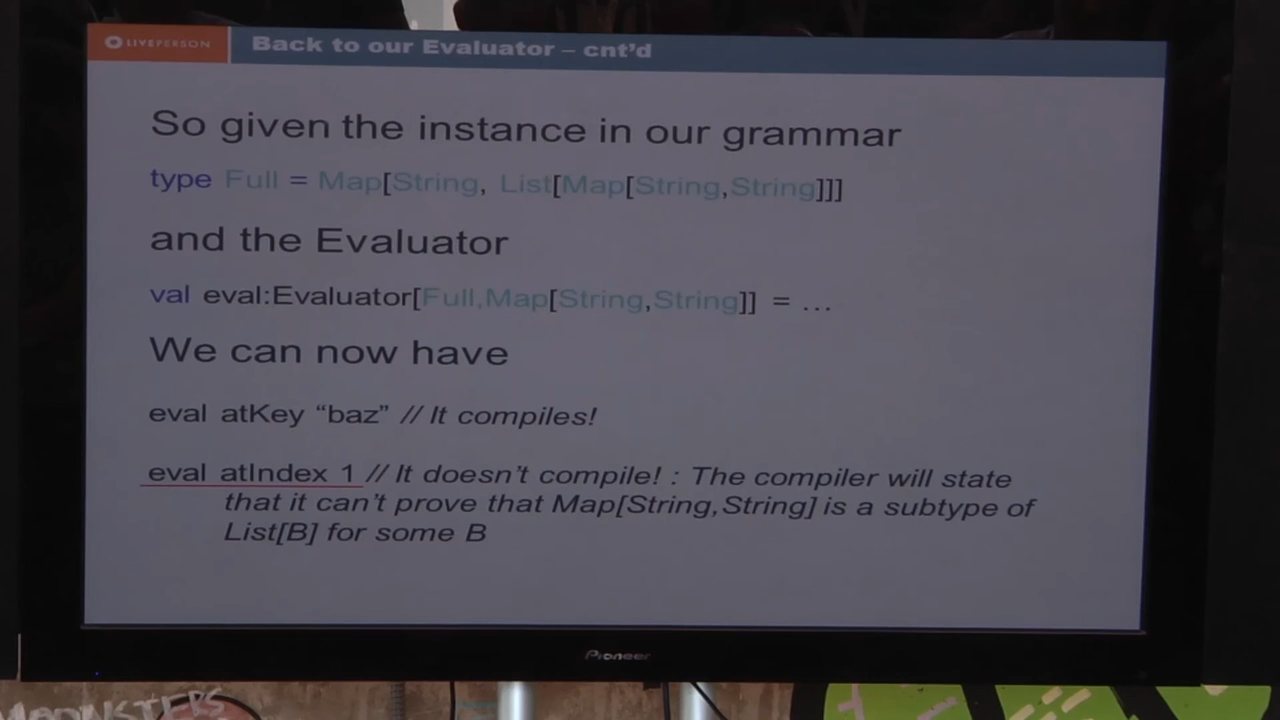 LIVEPERSON
Back to our Evaluator – cnt'd
So given the instance in our grammar
type Full = Map[String, List[Map[String,String]]]
and the Evaluator
val eval:Evaluator[Full,Map[String,String]] = …
We can now have
eval atKey “baz” // It compiles!
eval atIndex 1 // It doesn't compile! : The compiler will state
that it can't prove that Map[String,String] is a subtype of
List[B] for some B
Pioneer